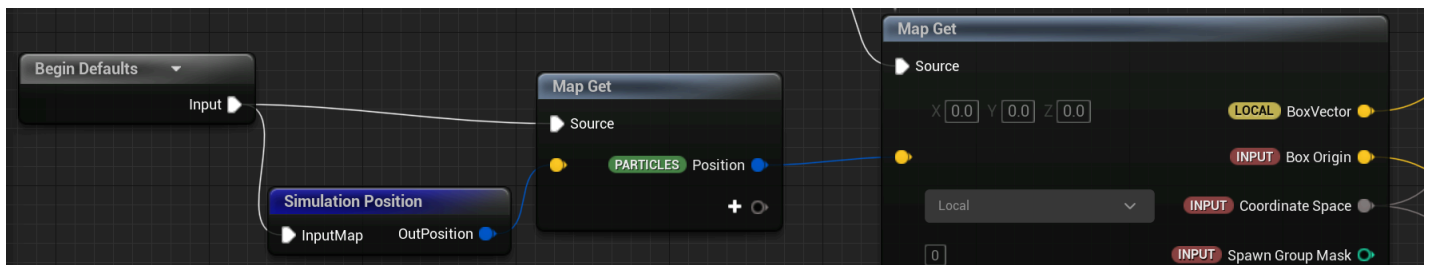 Begin Defaults
Input
Simulation Position
InputMap OutPosition
Map Get
Source
PARTICLES Position
Map Get
Source
X 0.0 Y 0.0 Z 0.0 LOCAL BoxVector
INPUT Box Origin
Local INPUT Coordinate Space
0 INPUT Spawn Group Mask